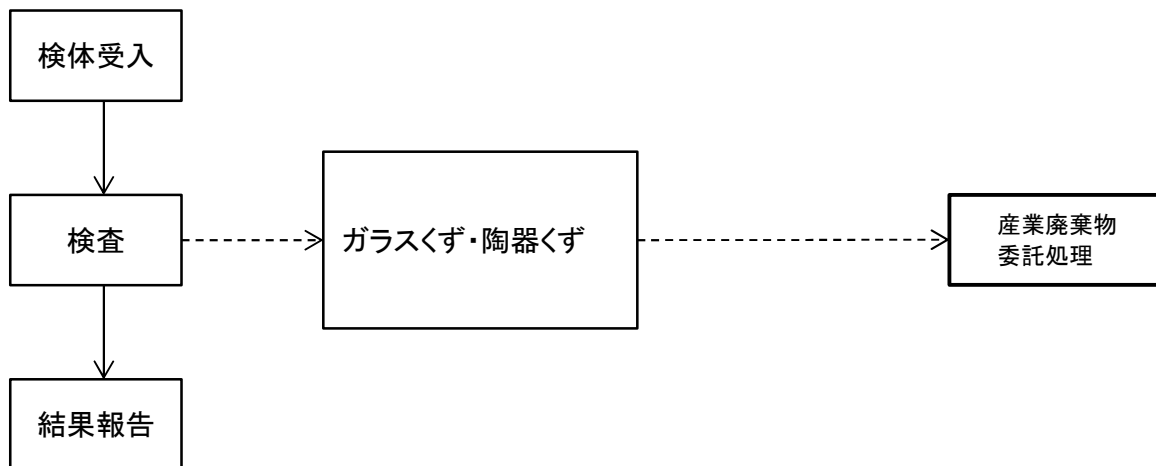 検体受入
検査
ガラスくず・陶器くず
産業廃棄物
委託処理
結果報告